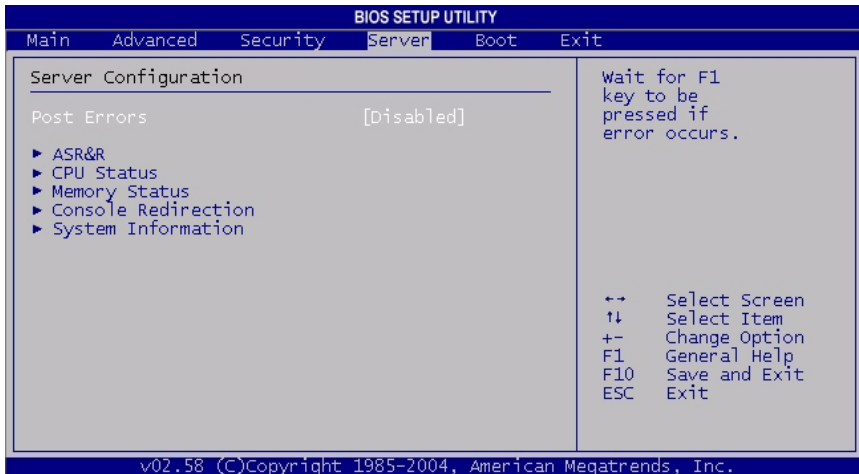 BIOS SETUP UTILITY
Main Advanced Security Server Boot Exit
Server Configuration
Post Errors [Disabled]
► ASR&R
► CPU Status
► Memory Status
► Console Redirection
► System Information
Wait for F1
key to be
pressed if
error occurs.
←→ Select Screen
↑↓ Select Item
+- Change Option
F1 General Help
F10 Save and Exit
ESC Exit
v02.58 (C)Copyright 1985-2004, American Megatrends, Inc.